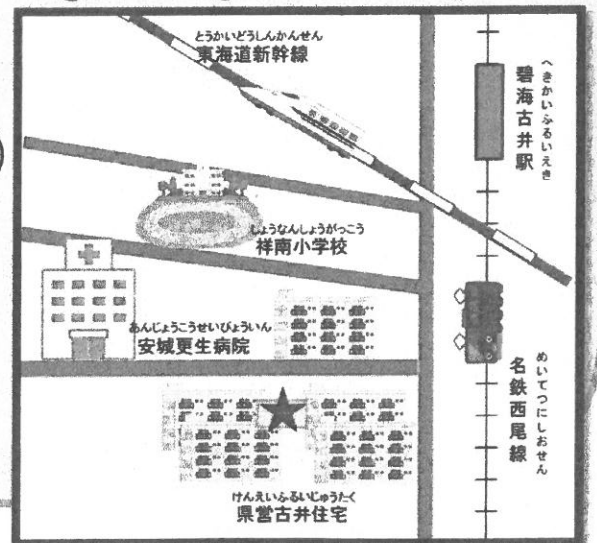 とうかいどうしんかんせん
東海道新幹線
へきかいふるいえき
碧海古井駅
しょうなんしょうがっこう
祥南小学校
あんじょうこうせいびょういん
安城更生病院
めいてつにしおせん
名鉄西尾線
けんえいふるいじゅうたく
県営古井住宅